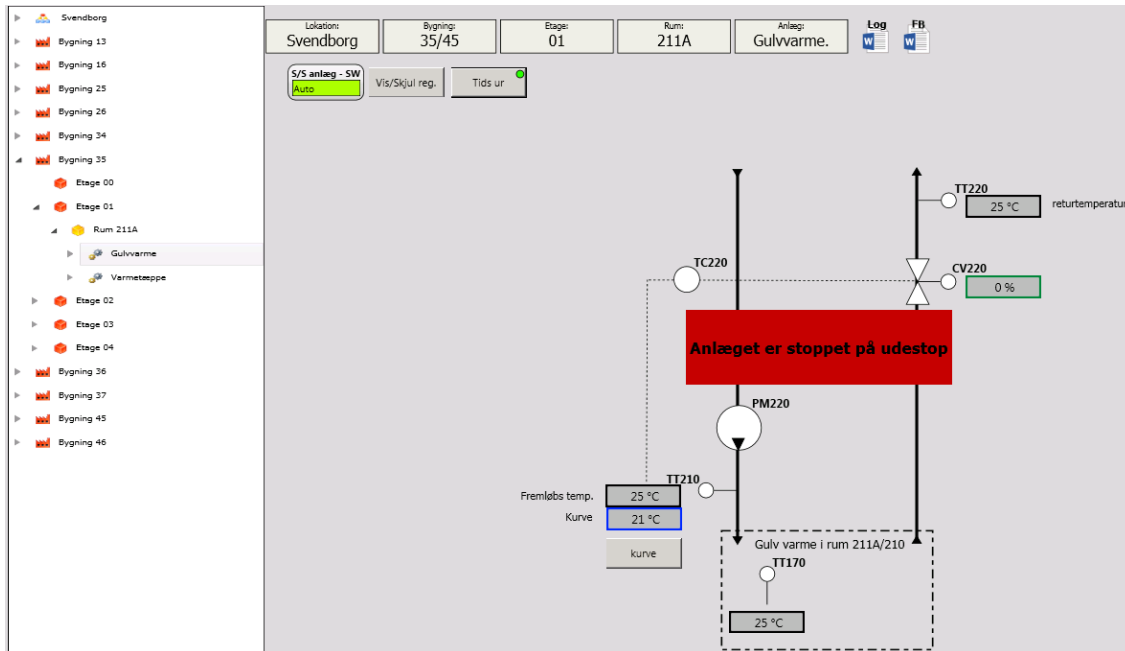 Svendborg
Bygning 13
Bygning 16
Bygning 25
Bygning 26
Bygning 34
Bygning 35
Etage 00
Etage 01
Rum 211A
Gulvvarme
Varmetæppe
Etage 02
Etage 03
Etage 04
Bygning 36
Bygning 37
Bygning 45
Bygning 46
Lokation:
Svendborg
Bygning:
35/45
Etage:
01
Rum:
211A
Anlæg:
Gulvvarme.
Log
FB
S/S anlæg - SW
Auto
Vis/Skjul reg.
Tids ur
TT220
25 °C
returtemperatur
TC220
CV220
0 %
Anlæget er stoppet på udestop
PM220
TT210
Fremløbs temp.
25 °C
Kurve
21 °C
kurve
Gulv varme i rum 211A/210
TT170
25 °C